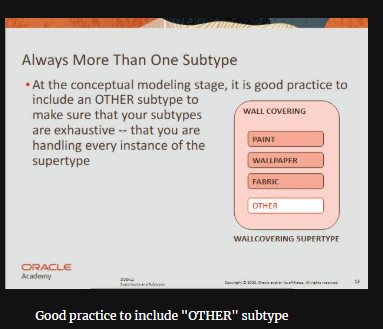 Always More Than One Subtype
• At the conceptual modeling stage, it is good practice to
include an OTHER subtype to
make sure that your subtypes
are exhaustive -- that you are
handling every instance of the
supertype
WALL COVERING
PAINT
WALLPAPER
FABRIC
OTHER
WALLCOVERING SUPERTYPE
ORACLE
Academy
Good practice to include "OTHER" subtype